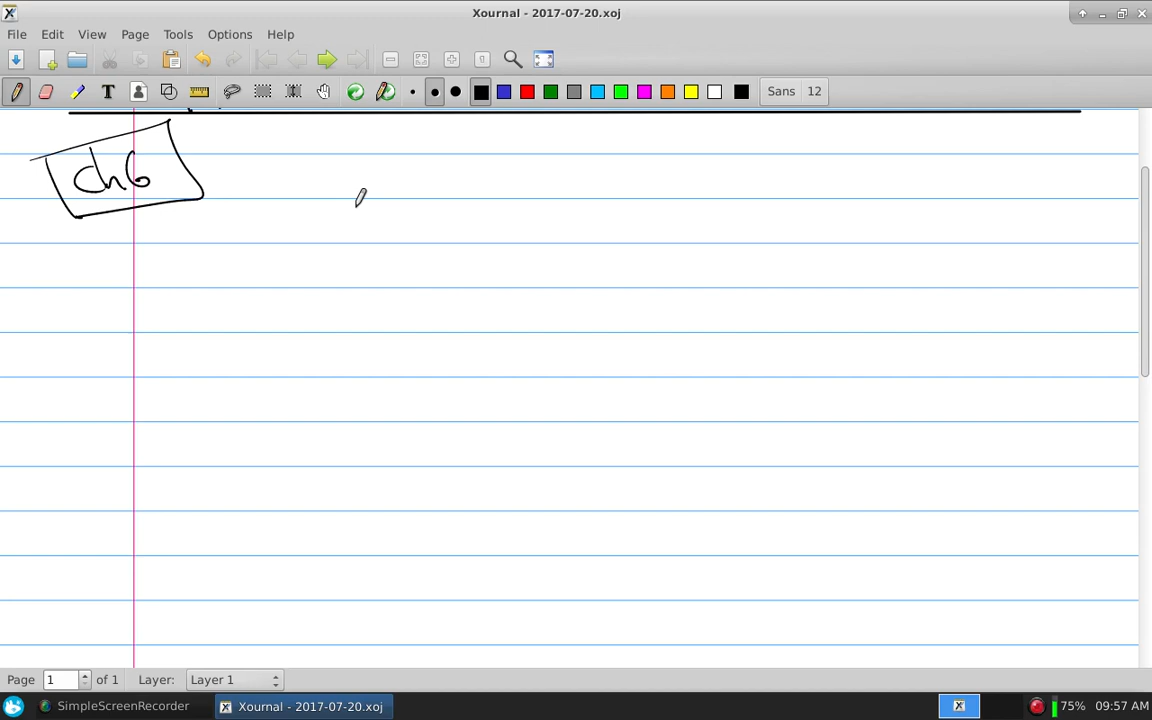 Xournal - 2017-07-20.xoj
File Edit View Page Tools Options Help
Sans 12
Ch6
Page 1 of 1 Layer: Layer 1
SimpleScreenRecorder Xournal - 2017-07-20.xoj 75% 09:57 AM